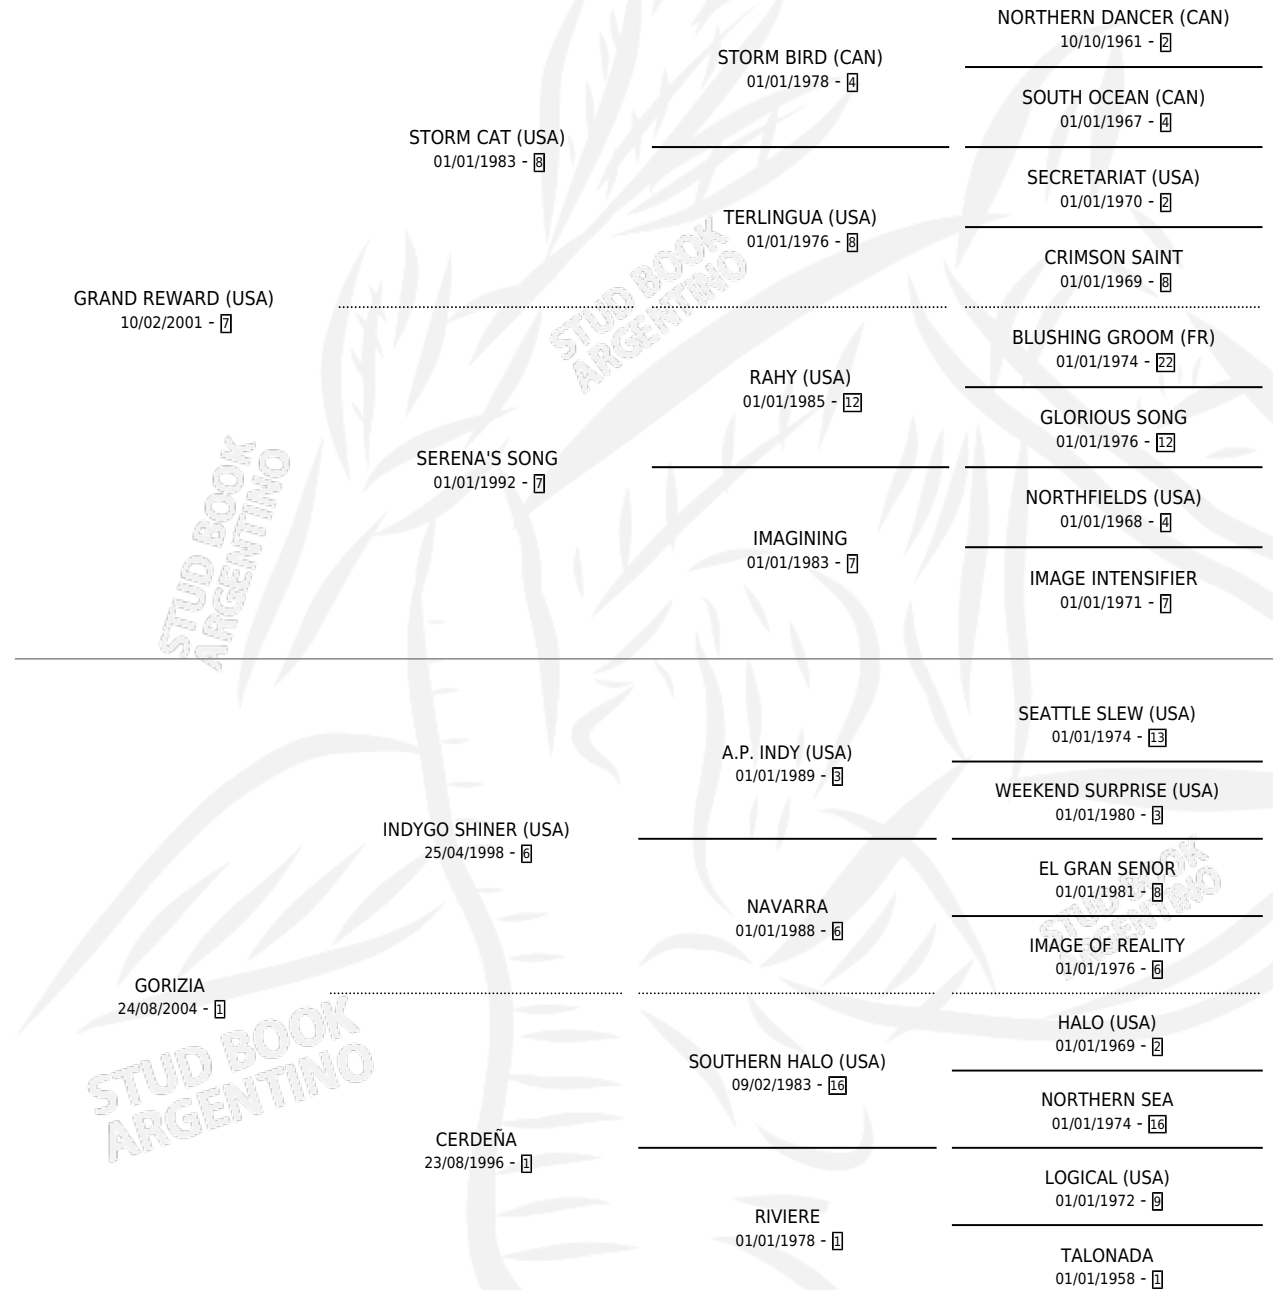 NORTHERN DANCER (CAN)
10/10/1961 - 2
STORM BIRD (CAN)
01/01/1978 - 4
SOUTH OCEAN (CAN)
01/01/1967 - 4
STORM CAT (USA)
01/01/1983 - 8
SECRETARIAT (USA)
01/01/1970 - 2
TERLINGUA (USA)
01/01/1976 - 8
CRIMSON SAINT
01/01/1969 - 8
GRAND REWARD (USA)
10/02/2001 - 7
BLUSHING GROOM (FR)
01/01/1974 - 22
RAHY (USA)
01/01/1985 - 12
GLORIOUS SONG
01/01/1976 - 12
SERENA'S SONG
01/01/1992 - 7
NORTHFIELDS (USA)
01/01/1968 - 4
IMAGINING
01/01/1983 - 7
IMAGE INTENSIFIER
01/01/1971 - 7
STUD BOOK
ARGENTINO
STUD BOOK
ARGENTINO
SEATTLE SLEW (USA)
01/01/1974 - 13
A.P. INDY (USA)
01/01/1989 - 3
WEEKEND SURPRISE (USA)
01/01/1980 - 3
INDYGO SHINER (USA)
25/04/1998 - 6
EL GRAN SENOR
01/01/1981 - 8
NAVARRA
01/01/1988 - 6
IMAGE OF REALITY
01/01/1976 - 6
GORIZIA
24/08/2004 - 1
HALO (USA)
01/01/1969 - 2
SOUTHERN HALO (USA)
09/02/1983 - 16
NORTHERN SEA
01/01/1974 - 16
CERDEÑA
23/08/1996 - 1
LOGICAL (USA)
01/01/1972 - 9
RIVIERE
01/01/1978 - 1
TALONADA
01/01/1958 - 1
STUD BOOK
ARGENTINO
STUD BOOK
ARGENTINO